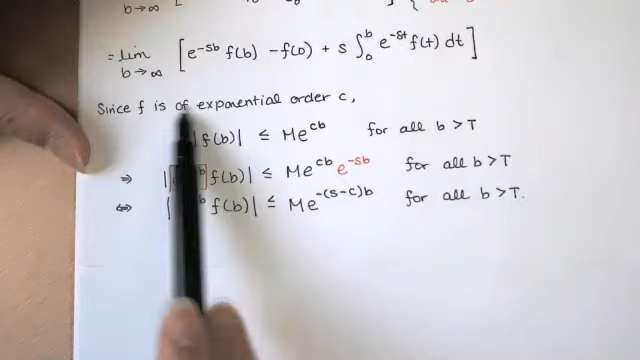 b→∞
= lim [e^-sb f(b) - f(0) + s ∫₀ᵇ e^-st f(t) dt]
b→∞
Since f is of exponential order c,
f(b)| ≤ Me^cb for all b > T
⇒ | f(b)| ≤ Me^cb e^-sb for all b > T
⇔ | f(b)| ≤ Me^-(s-c)b for all b > T.